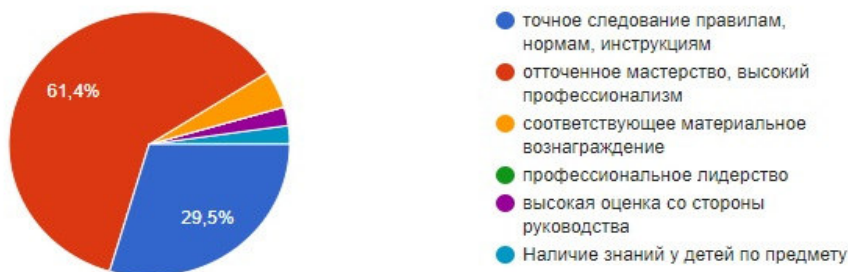 61,4%
29,5%
точное следование правилам,
нормам, инструкциям
отточенное мастерство, высокий
профессионализм
соответствующее материальное
вознаграждение
профессиональное лидерство
высокая оценка со стороны
руководства
Наличие знаний у детей по предмету